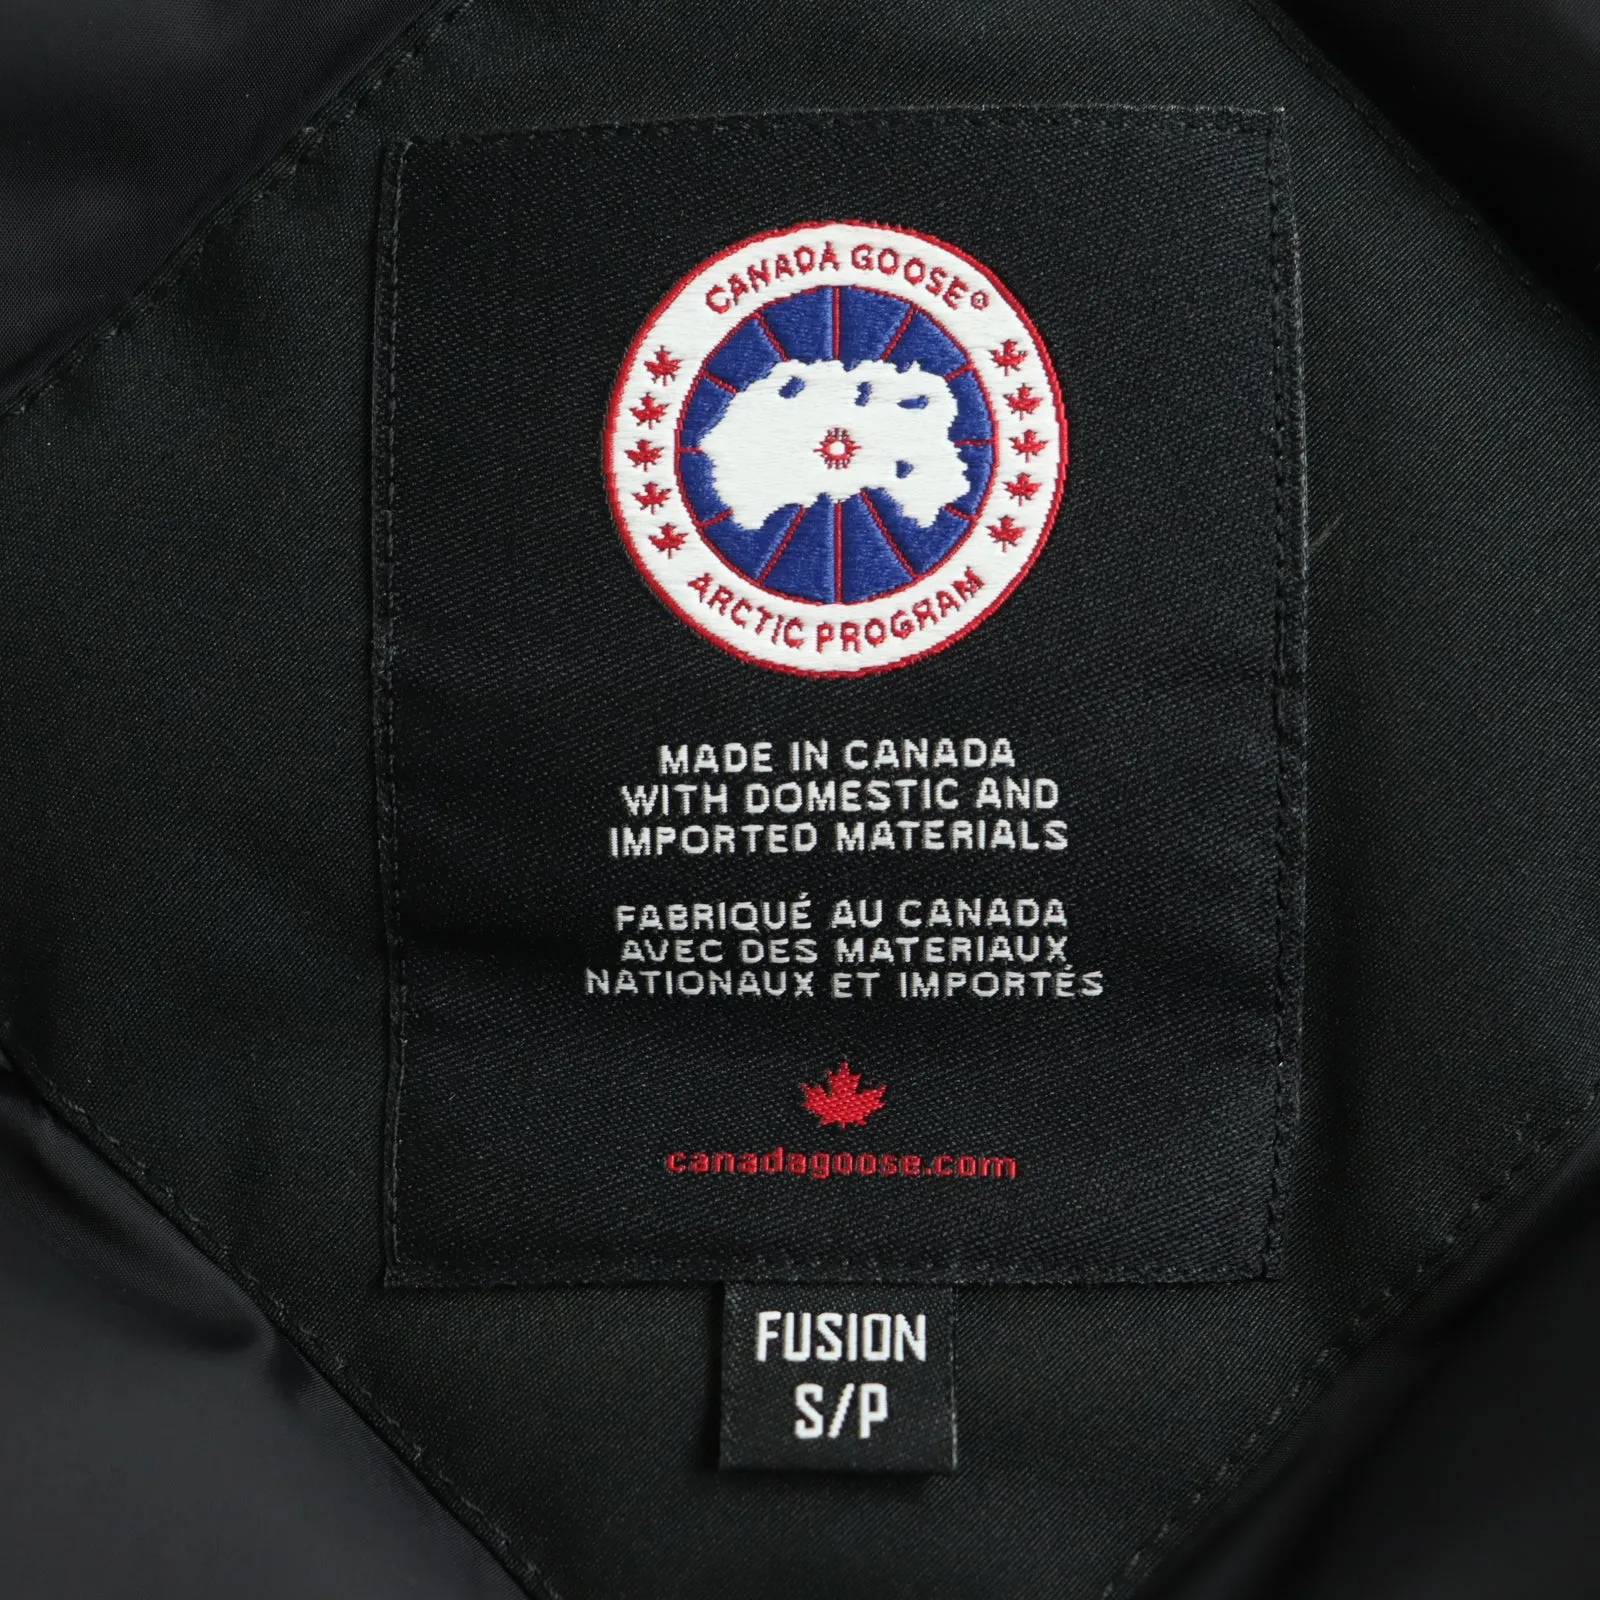 CANADA GOOSE®
ARCTIC PROGRAM
MADE IN CANADA
WITH DOMESTIC AND
IMPORTED MATERIALS
FABRIQUÉ AU CANADA
AVEC DES MATERIAUX
NATIONAUX ET IMPORTÉS
canadagoose.com
FUSION
S/P